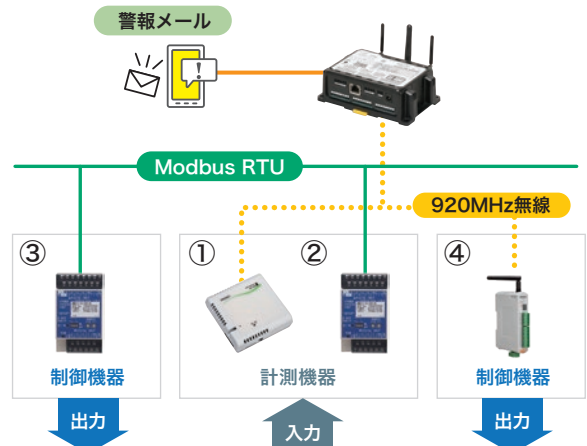 警報メール
!
Modbus RTU
920MHz無線
③
①
②
④
制御機器
計測機器
制御機器
出力
入力
出力